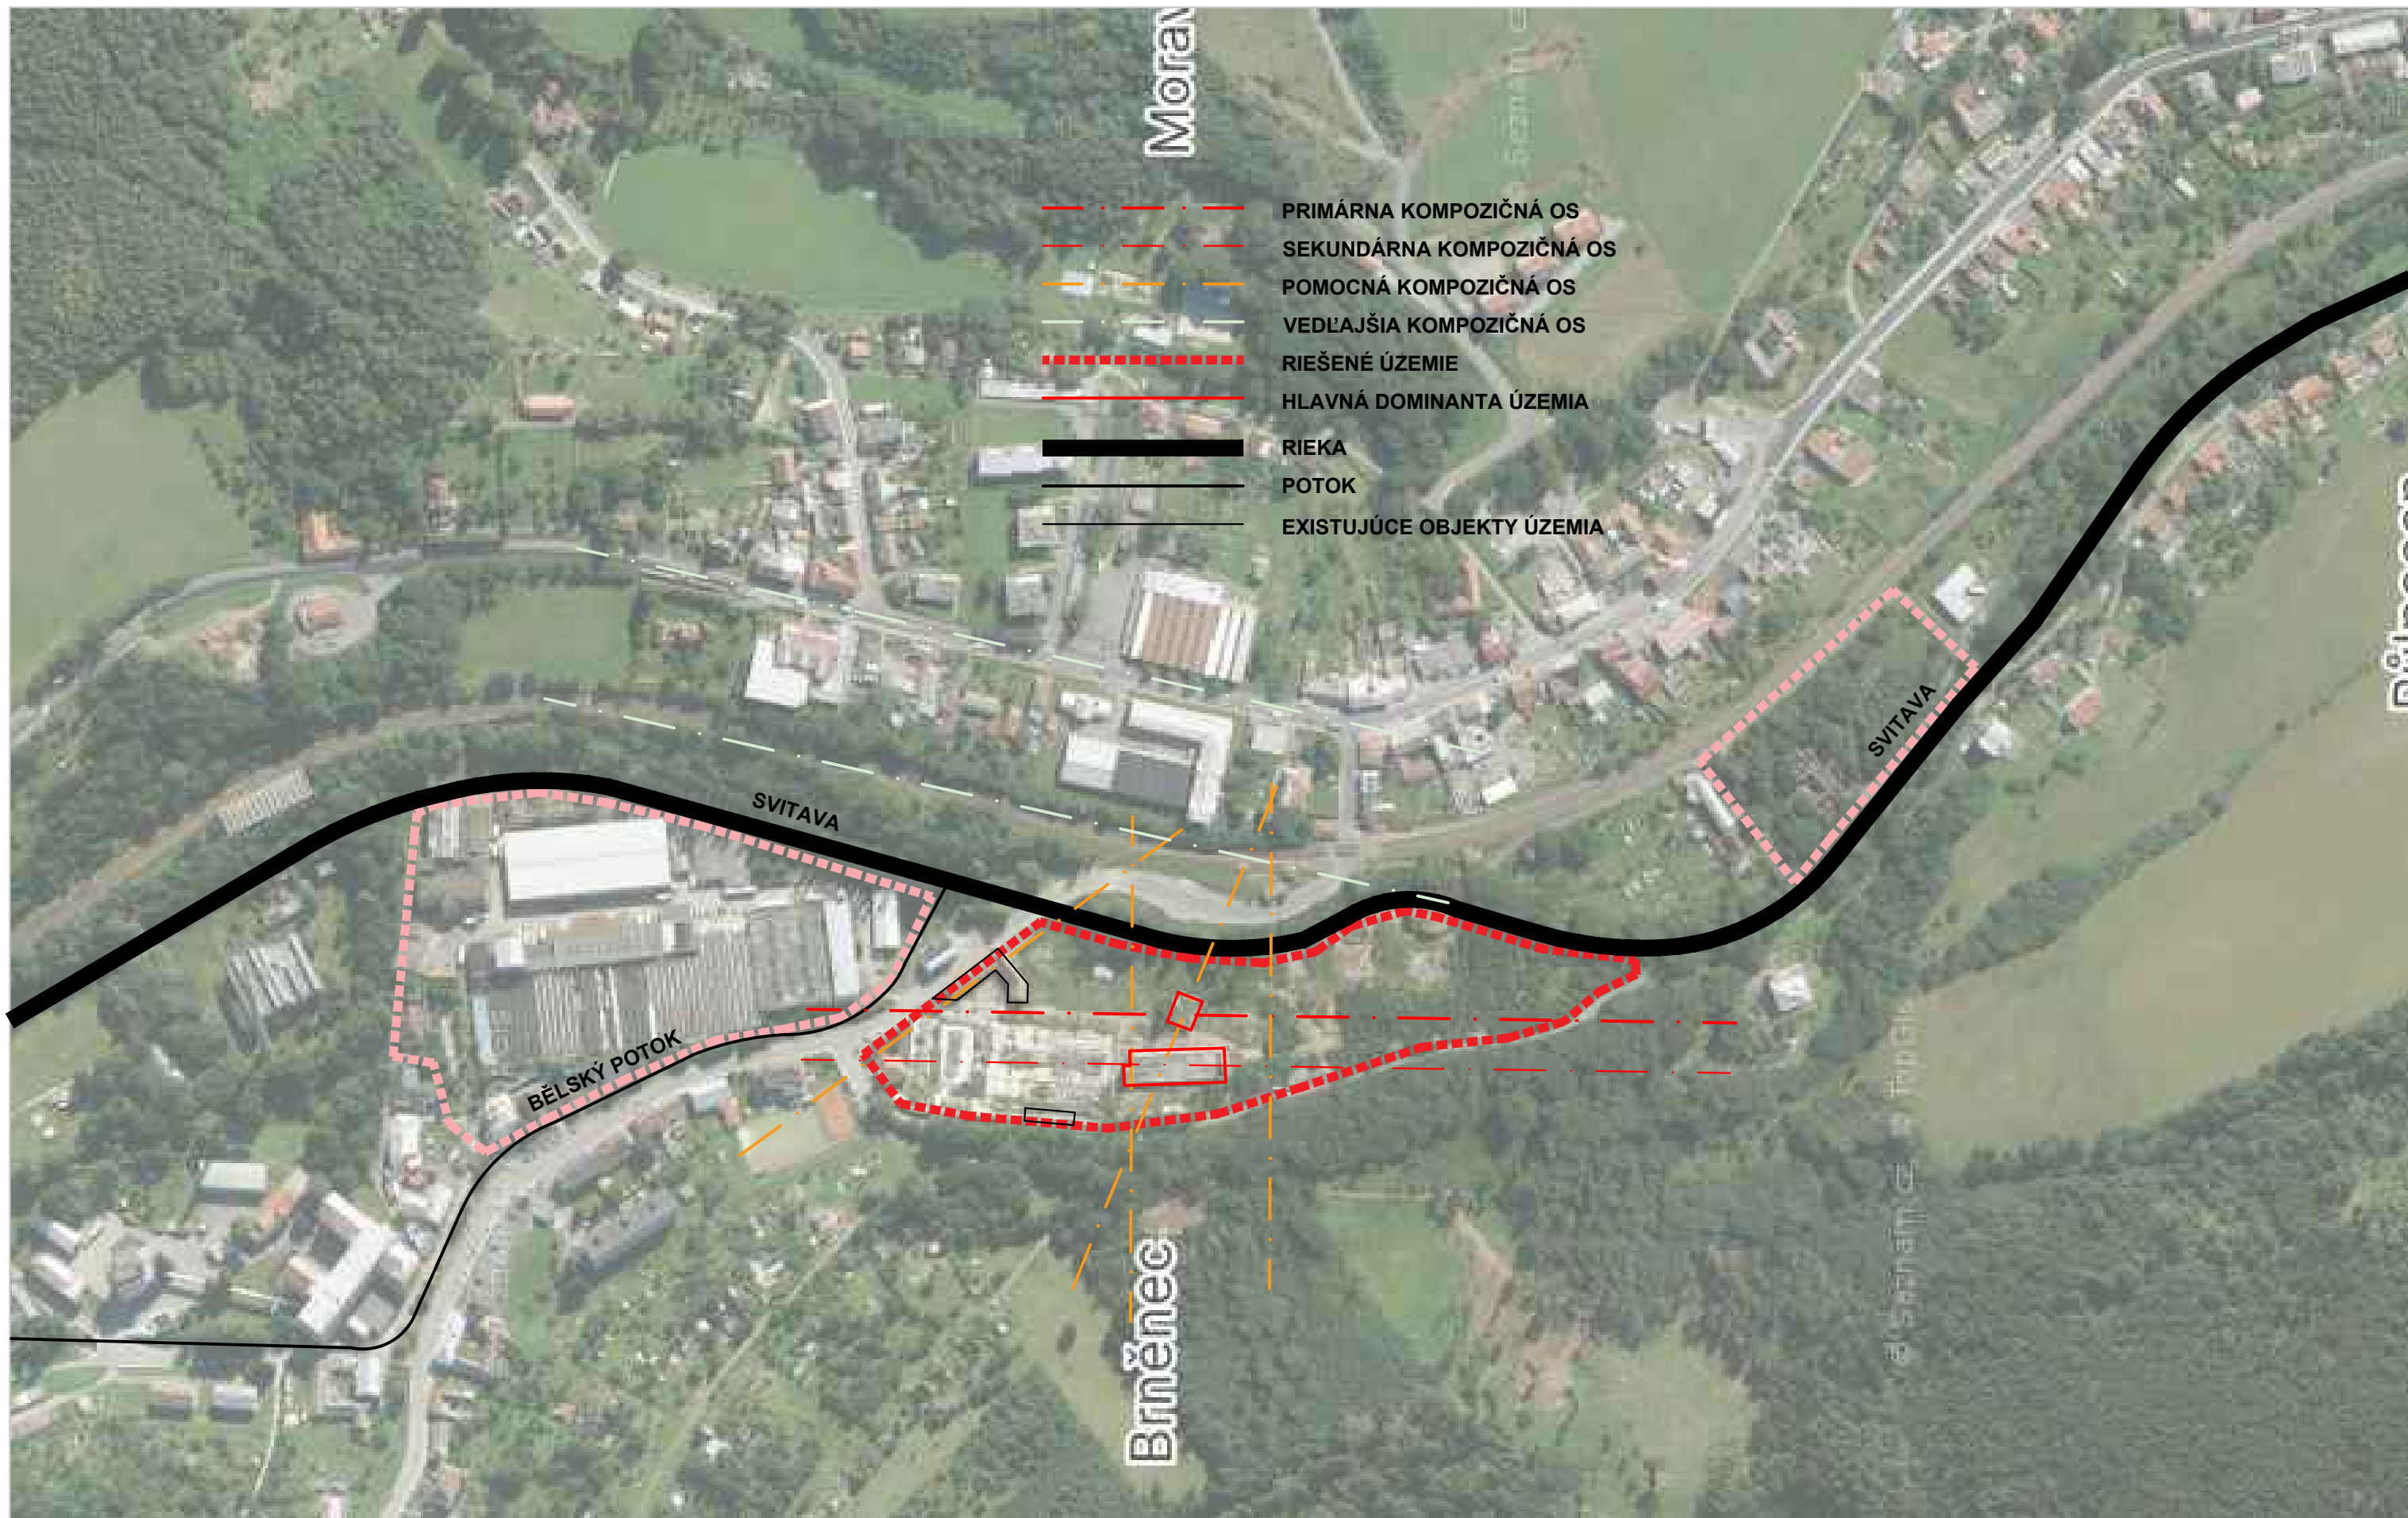 Morav
PRIMÁRNA KOMPOZIČNÁ OS
SEKUNDÁRNA KOMPOZIČNÁ OS
POMOCNÁ KOMPOZIČNÁ OS
VEDĽAJŠIA KOMPOZIČNÁ OS
RIEŠENÉ ÚZEMIE
HLAVNÁ DOMINANTA ÚZEMIA
RIEKA
POTOK
EXISTUJÚCE OBJEKTY ÚZEMIA
SVITAVA
SVITAVA
BĚLSKÝ POTOK
Brněnec